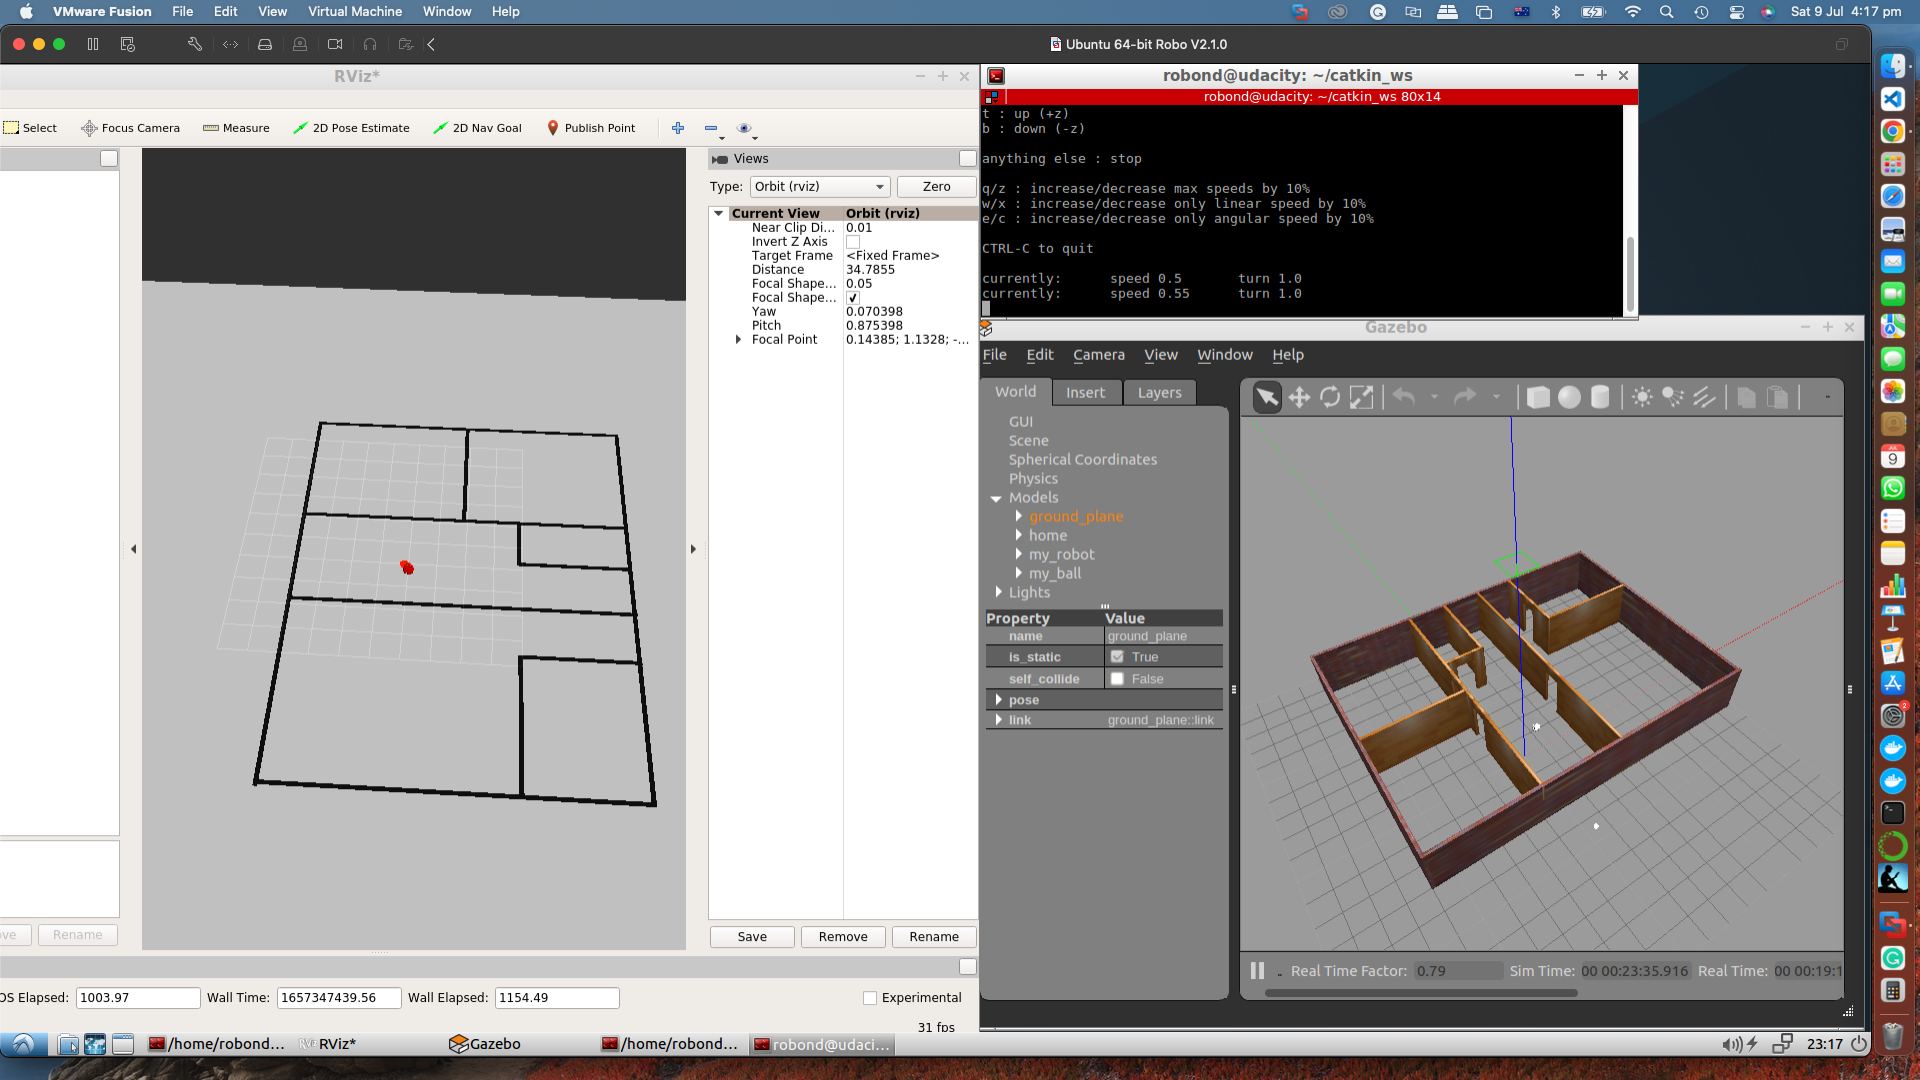 VMware Fusion File Edit View Virtual Machine Window Help
Sat 9 Jul 4:17 pm
Ubuntu 64-bit Robo V2.1.0
RViz*
Select Focus Camera Measure 2D Pose Estimate 2D Nav Goal Publish Point
Views
Type: Orbit (rviz) Zero
Current View Orbit (rviz)
Near Clip Di... 0.01
Invert Z Axis
Target Frame <Fixed Frame>
Distance 34.7855
Focal Shape... 0.05
Focal Shape...
Yaw 0.070398
Pitch 0.875398
Focal Point 0.14385; 1.1328; -...
ve Rename
Save Remove Rename
OS Elapsed: 1003.97 Wall Time: 1657347439.56 Wall Elapsed: 1154.49 Experimental
31 fps
robond@udacity: ~/catkin_ws
robond@udacity: ~/catkin_ws 80x14
t : up (+z)
b : down (-z)
anything else : stop
q/z : increase/decrease max speeds by 10%
w/x : increase/decrease only linear speed by 10%
e/c : increase/decrease only angular speed by 10%
CTRL-C to quit
currently: speed 0.5 turn 1.0
currently: speed 0.55 turn 1.0
Gazebo
File Edit Camera View Window Help
World Insert Layers
GUI
Scene
Spherical Coordinates
Physics
Models
ground_plane
home
my_robot
my_ball
Lights
Property Value
name ground_plane
is_static True
self_collide False
pose
link ground_plane::link
Real Time Factor: 0.79 Sim Time: 00 00:23:35.916 Real Time: 00 00:19:1
/home/robond... RViz* Gazebo /home/robond... robond@udaci...
23:17
9
2